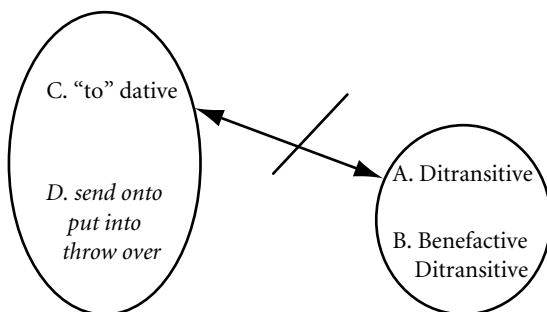 C. “to” dative
D. send onto
put into
throw over
A. Ditransitive
B. Benefactive
Ditransitive